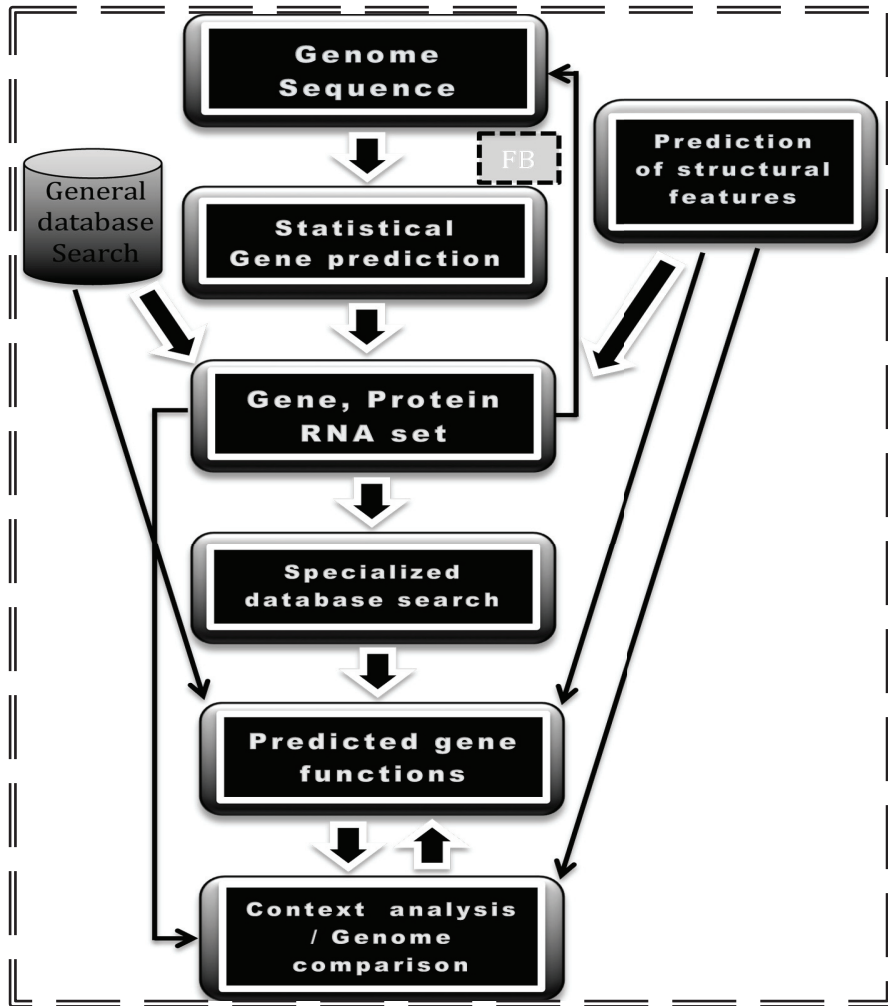 Genome
Sequence
FB
Prediction
of structural
features
General
database
Search
Statistical
Gene prediction
Gene, Protein
RNA set
Specialized
database search
Predicted gene
functions
Context analysis
/ Genome
comparison